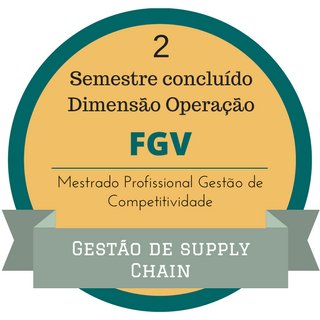 2
Semestre concluído
Dimensão Operação
FGV
Mestrado Profissional Gestão de
Competitividade
Gestão de supply
Chain